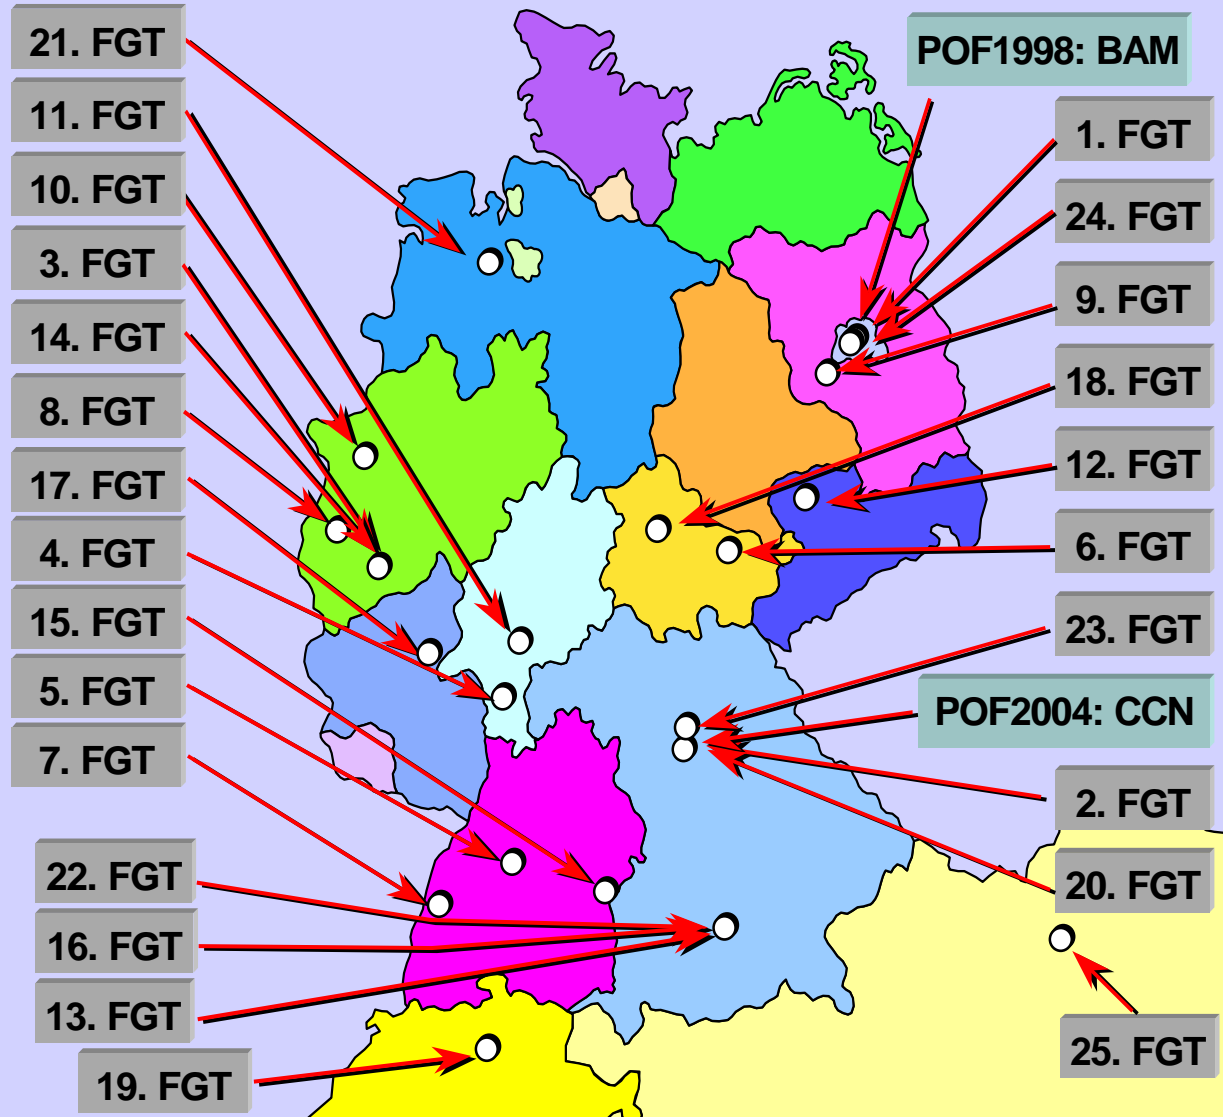 21. FGT
11. FGT
10. FGT
3. FGT
14. FGT
8. FGT
17. FGT
4. FGT
15. FGT
5. FGT
7. FGT
22. FGT
16. FGT
13. FGT
19. FGT
POF1998: BAM
1. FGT
24. FGT
9. FGT
18. FGT
12. FGT
6. FGT
23. FGT
POF2004: CCN
2. FGT
20. FGT
25. FGT